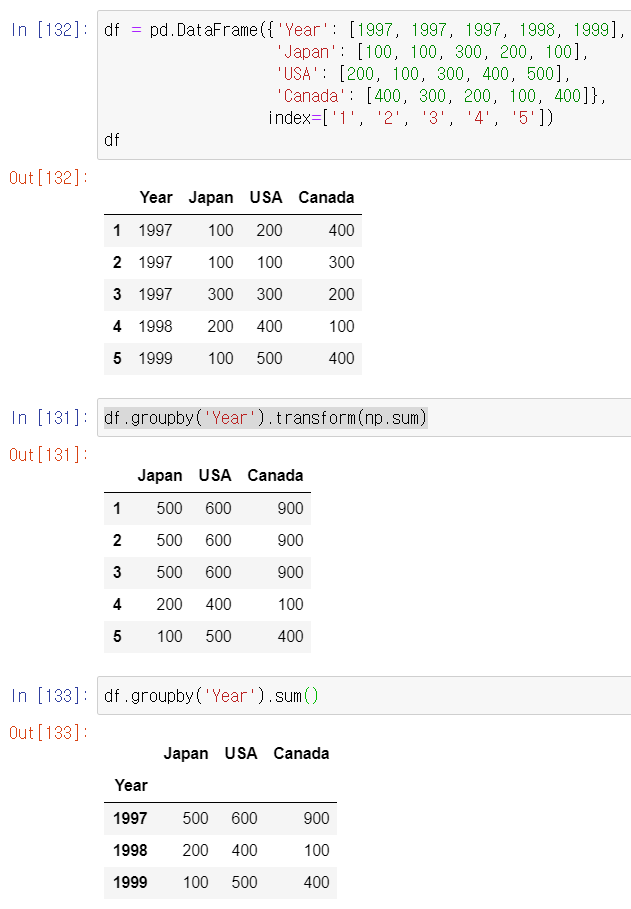 In [132]: df = pd.DataFrame({'Year': [1997, 1997, 1997, 1998, 1999],
'Japan': [100, 100, 300, 200, 100],
'USA': [200, 100, 300, 400, 500],
'Canada': [400, 300, 200, 100, 400]},
index=['1', '2', '3', '4', '5'])
df
Out[132]:
Year Japan USA Canada
1 1997 100 200 400
2 1997 100 100 300
3 1997 300 300 200
4 1998 200 400 100
5 1999 100 500 400
In [131]: df.groupby('Year').transform(np.sum)
Out[131]:
Japan USA Canada
1 500 600 900
2 500 600 900
3 500 600 900
4 200 400 100
5 100 500 400
In [133]: df.groupby('Year').sum()
Out[133]:
Japan USA Canada
Year
1997 500 600 900
1998 200 400 100
1999 100 500 400